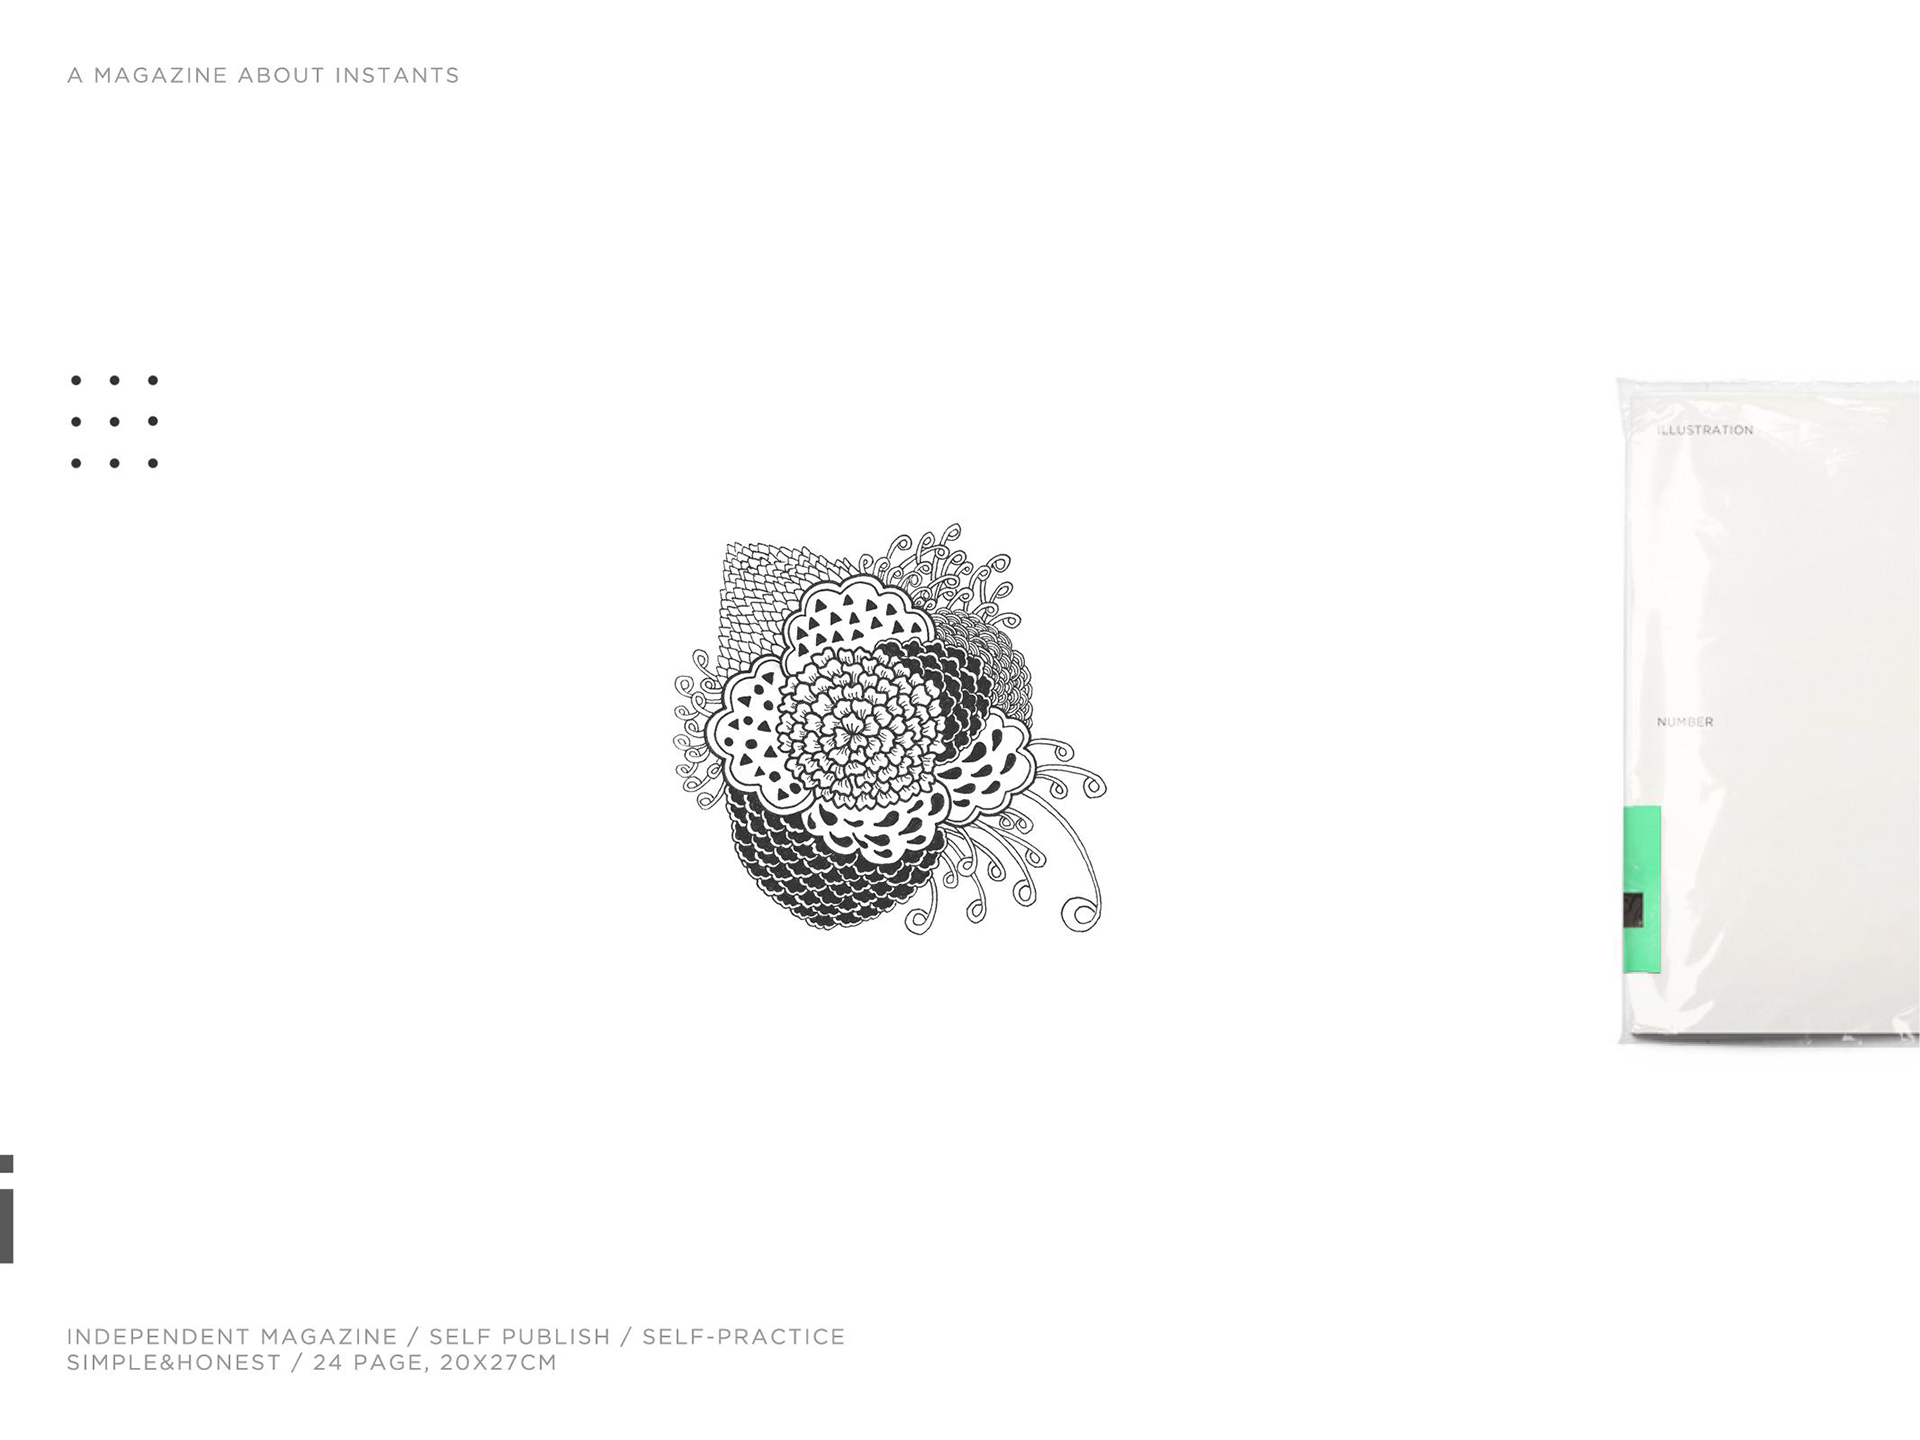 A MAGAZINE ABOUT INSTANTS
ILLUSTRATION
NUMBER
i
INDEPENDENT MAGAZINE / SELF PUBLISH / SELF-PRACTICE
SIMPLE&HONEST / 24 PAGE, 20X27CM